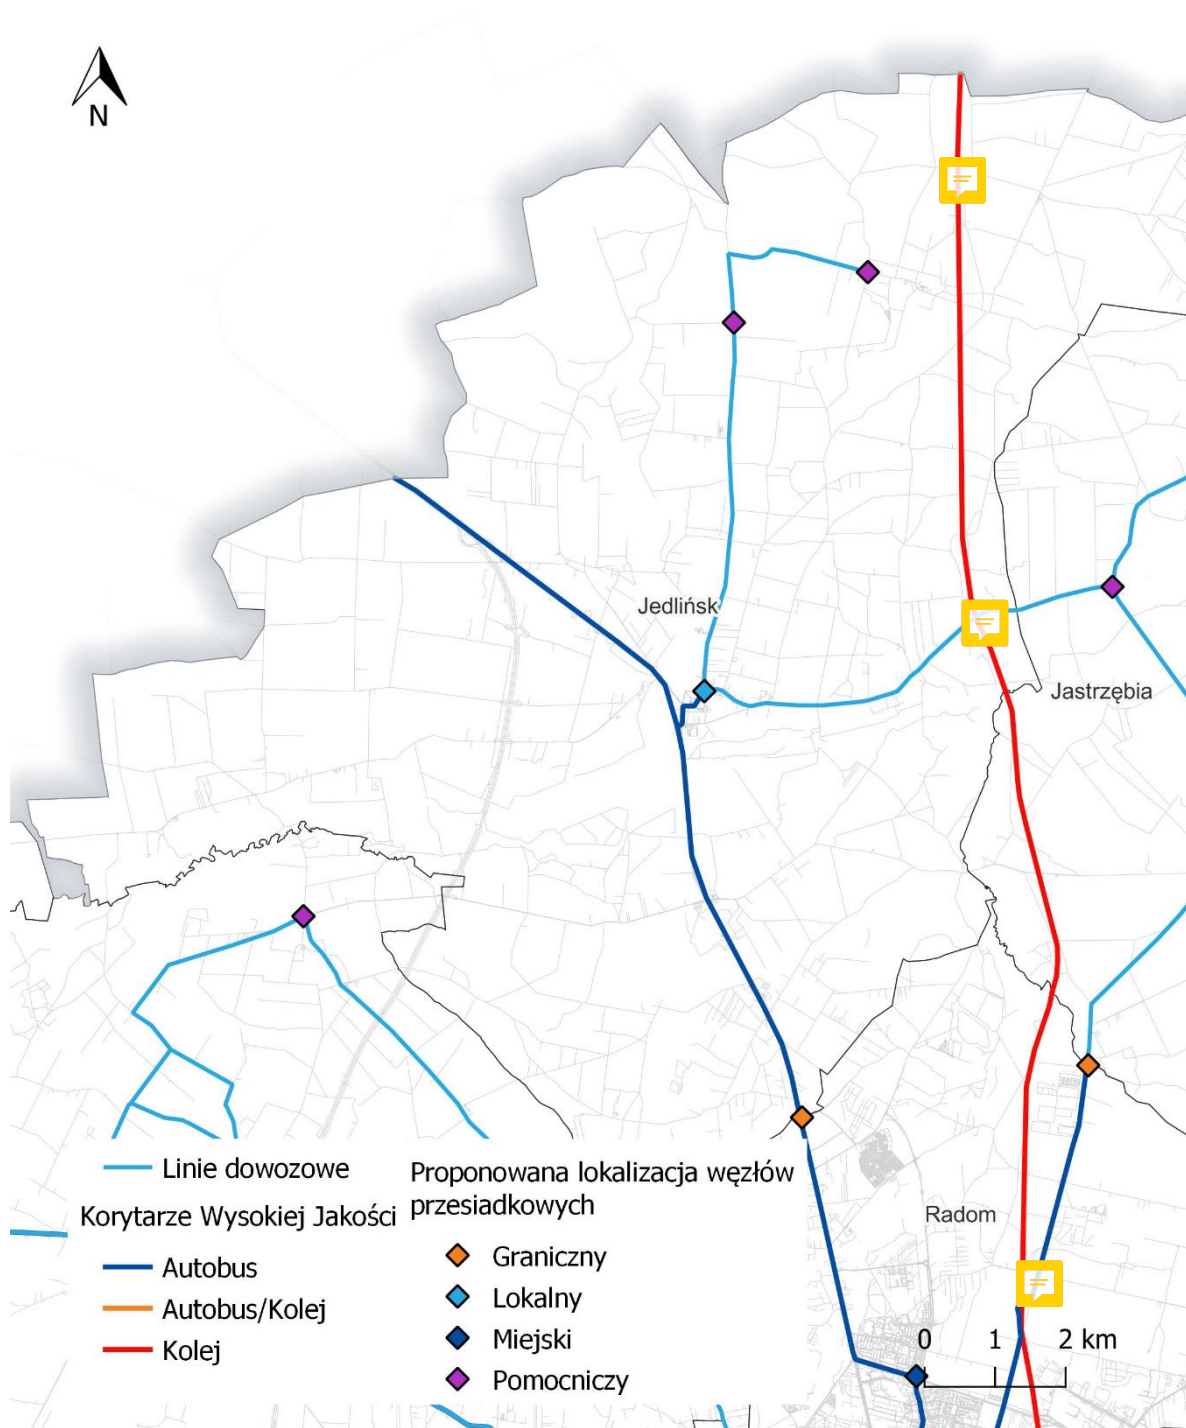 N
Jedlińsk
Jastrzębia
Radom
Linie dowozowe
Korytarze Wysokiej Jakości
Autobus
Autobus/Kolej
Kolej
Proponowana lokalizacja węzłów
przesiadkowych
Graniczny
Lokalny
Miejski
Pomocniczy
0 1 2 km